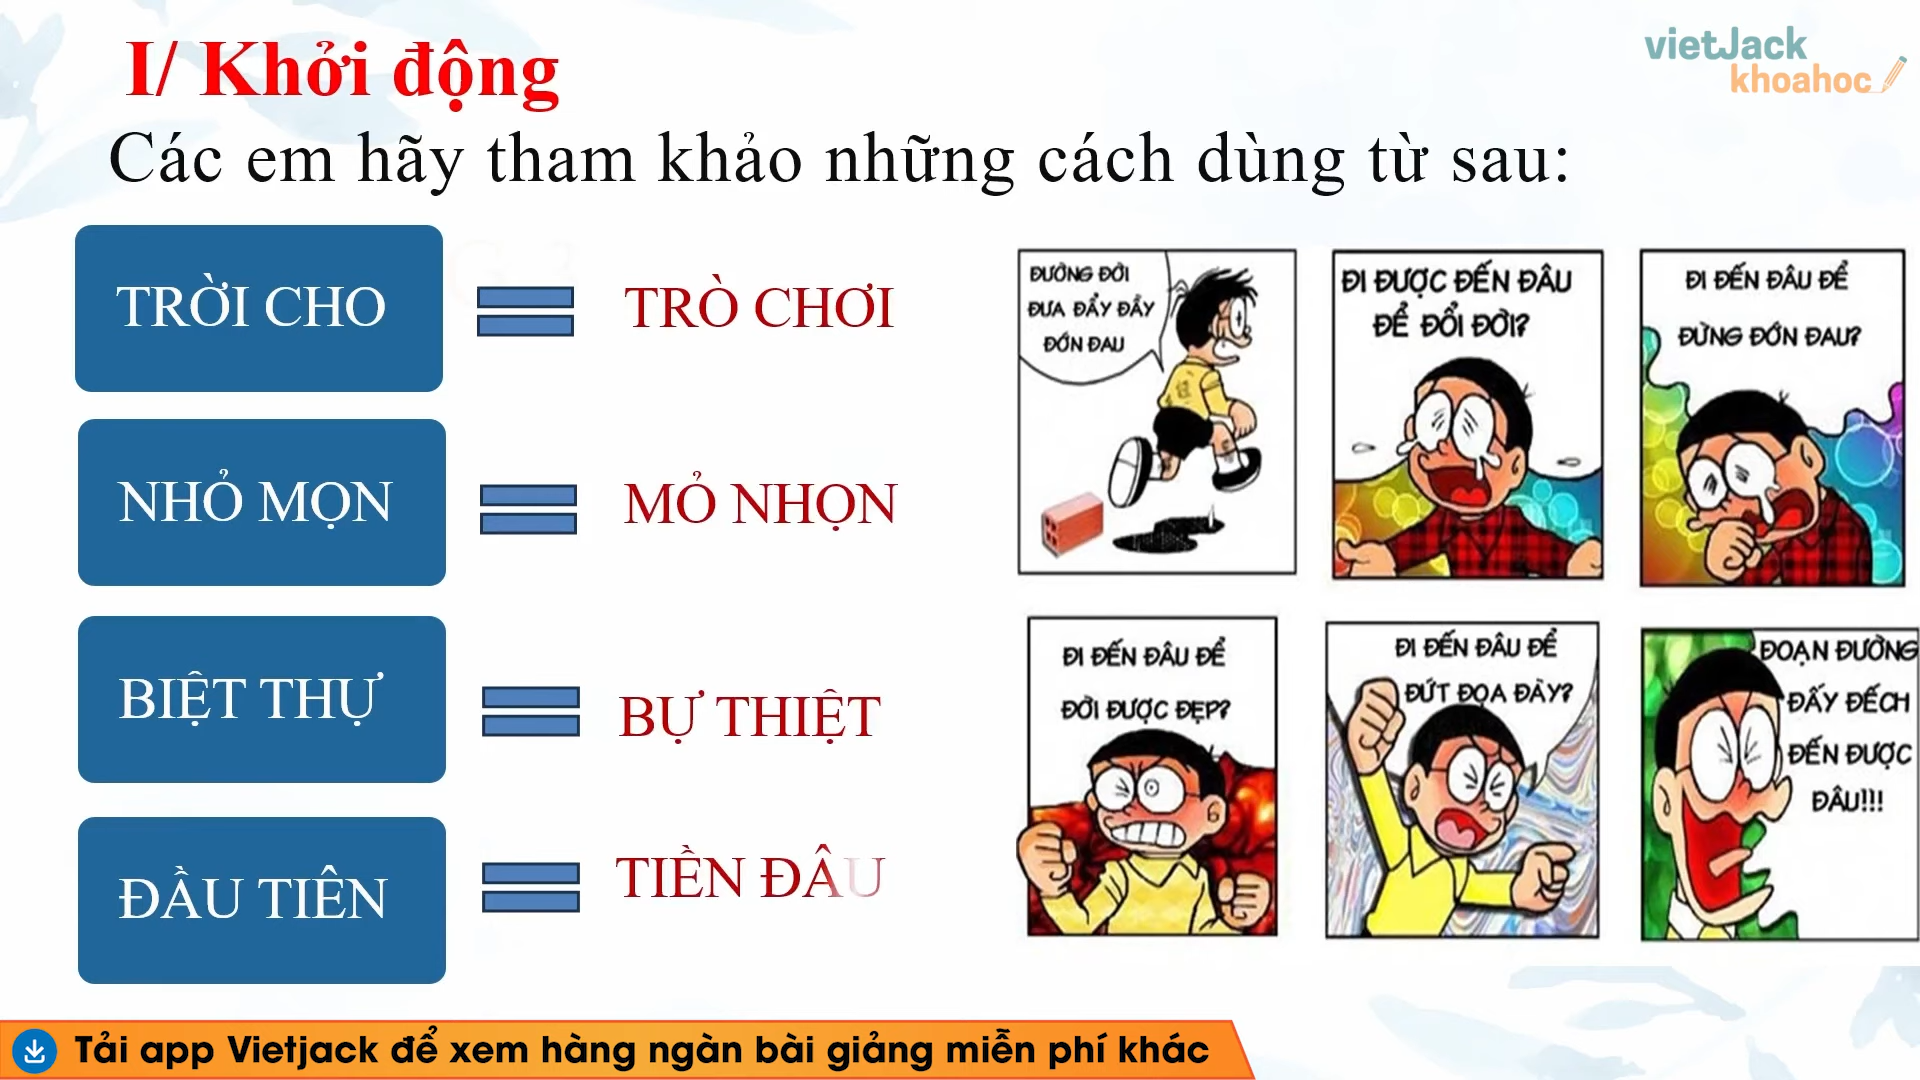 I/ Khởi động
vietJack
khoahoc
Các em hãy tham khảo những cách dùng từ sau:
TRỜI CHO
TRÒ CHƠI
NHỎ MỌN
MỎ NHỌN
BIỆT THỰ
BỰ THIỆT
ĐẦU TIÊN
TIỀN ĐÂU
ĐƯỜNG ĐỜI
ĐƯA ĐẨY ĐẦY
ĐỚN ĐAU
ĐI ĐƯỢC ĐẾN ĐÂU
ĐỂ ĐỔI ĐỜI?
ĐI ĐẾN ĐÂU ĐỂ
ĐỪNG ĐỚN ĐAU?
ĐI ĐẾN ĐÂU ĐỂ
ĐỜI ĐƯỢC ĐẸP?
ĐI ĐẾN ĐÂU ĐỂ
ĐỨT ĐỌA ĐÀY?
ĐOẠN ĐƯỜNG
ĐẤY ĐẾCH
ĐẾN ĐƯỢC
ĐÂU!!!
Tải app Vietjack để xem hàng ngàn bài giảng miễn phí khác